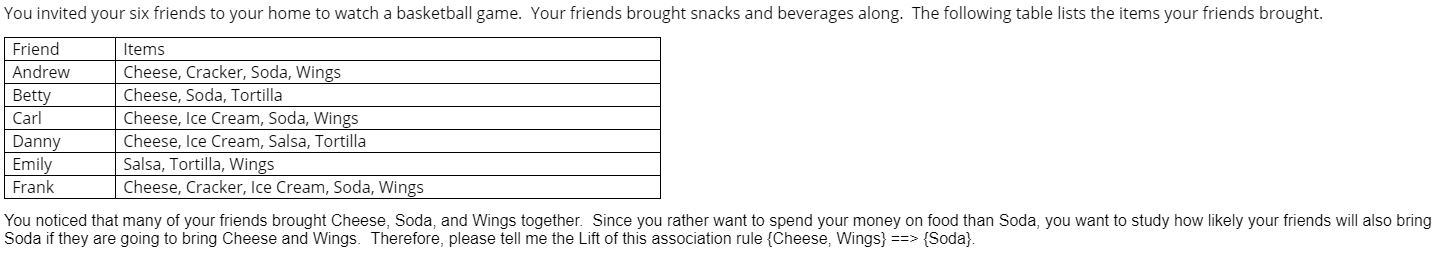 You invited your six friends to your home to watch a basketball game.  Your friends brought snacks and beverages along.  The following table lists the items your friends brought.
Friend Items
Andrew Cheese, Cracker, Soda, Wings
Betty Cheese, Soda, Tortilla
Carl Cheese, Ice Cream, Soda, Wings
Danny Cheese, Ice Cream, Salsa, Tortilla
Emily Salsa, Tortilla, Wings
Frank Cheese, Cracker, Ice Cream, Soda, Wings
You noticed that many of your friends brought Cheese, Soda, and Wings together.  Since you rather want to spend your money on food than Soda, you want to study how likely your friends will also bring
Soda if they are going to bring Cheese and Wings.  Therefore, please tell me the Lift of this association rule {Cheese, Wings} ==> {Soda}.